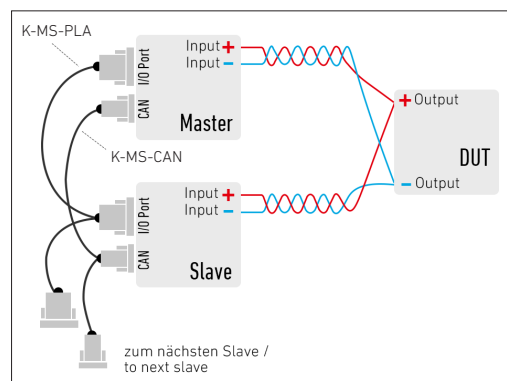 K-MS-PLA
I/O Port
Input +
Input -
CAN
Master
K-MS-CAN
+ Output
DUT
- Output
I/O Port
Input +
Input -
CAN
Slave
zum nächsten Slave /
to next slave